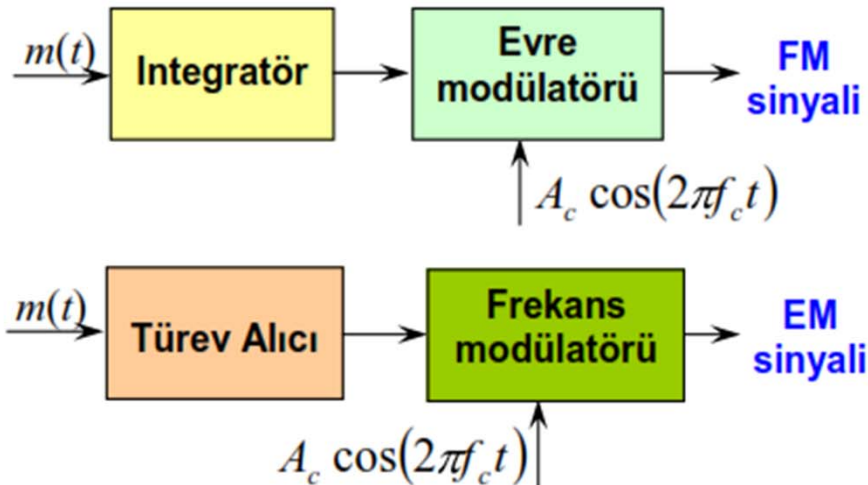 m(t)
Integratör
Evre
modülatörü
FM
sinyali
A_c cos(2πf_c t)
m(t)
Türev Alıcı
Frekans
modülatörü
EM
sinyali
A_c cos(2πf_c t)